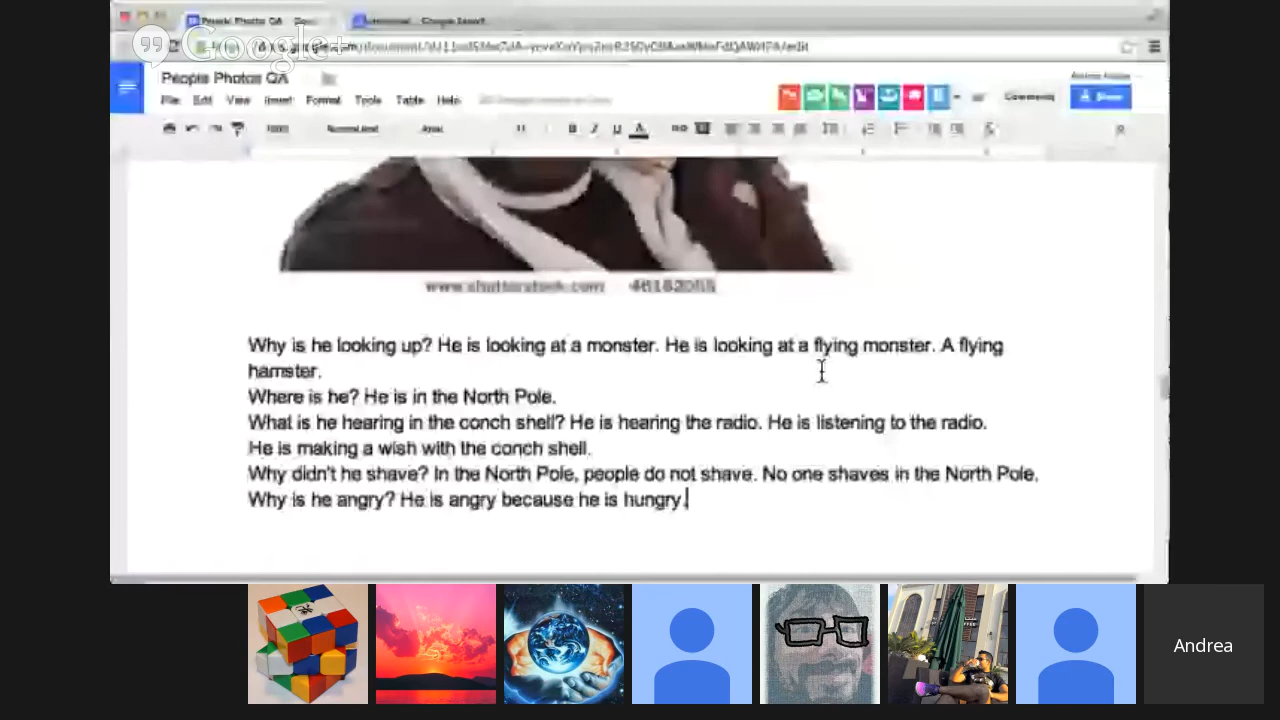 Google+
People Photos QA
File Edit View Insert Format Tools Table Help
Comments Share
www.shutterstock.com
Why is he looking up? He is looking at a monster. He is looking at a flying monster. A flying
hamster.
Where is he? He is in the North Pole.
What is he hearing in the conch shell? He is hearing the radio. He is listening to the radio.
He is making a wish with the conch shell.
Why didn't he shave? In the North Pole, people do not shave. No one shaves in the North Pole.
Why is he angry? He is angry because he is hungry.
Andrea